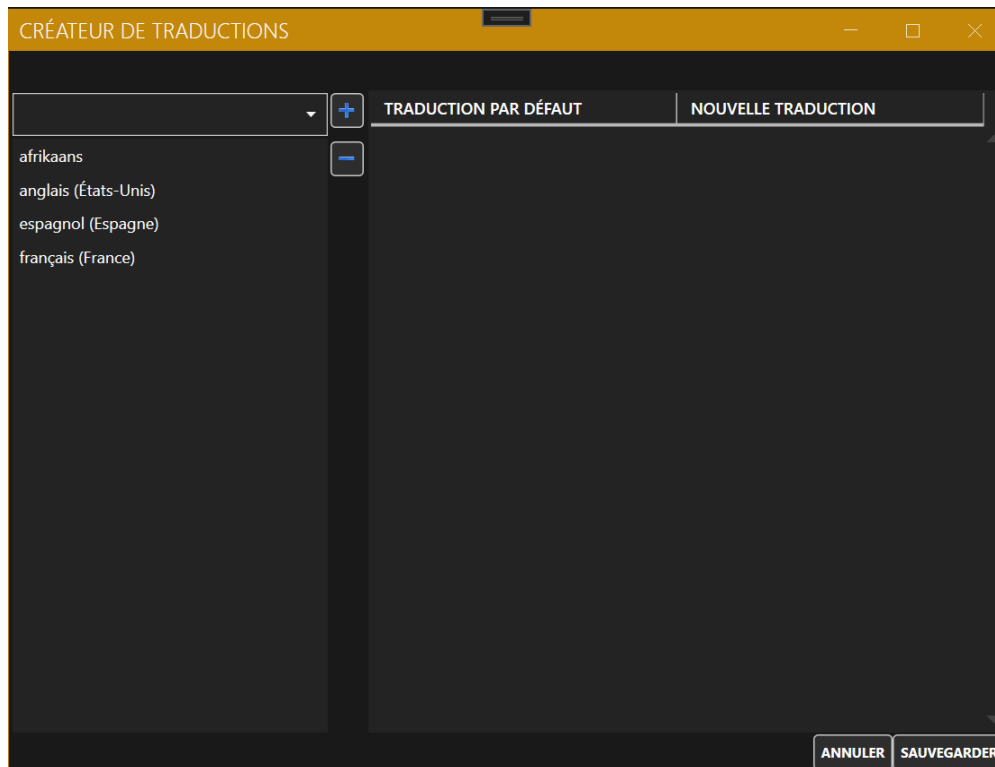 CRÉATEUR DE TRADUCTIONS
TRADUCTION PAR DÉFAUT
NOUVELLE TRADUCTION
afrikaans
anglais (États-Unis)
espagnol (Espagne)
français (France)
ANNULER
SAUVEGARDER